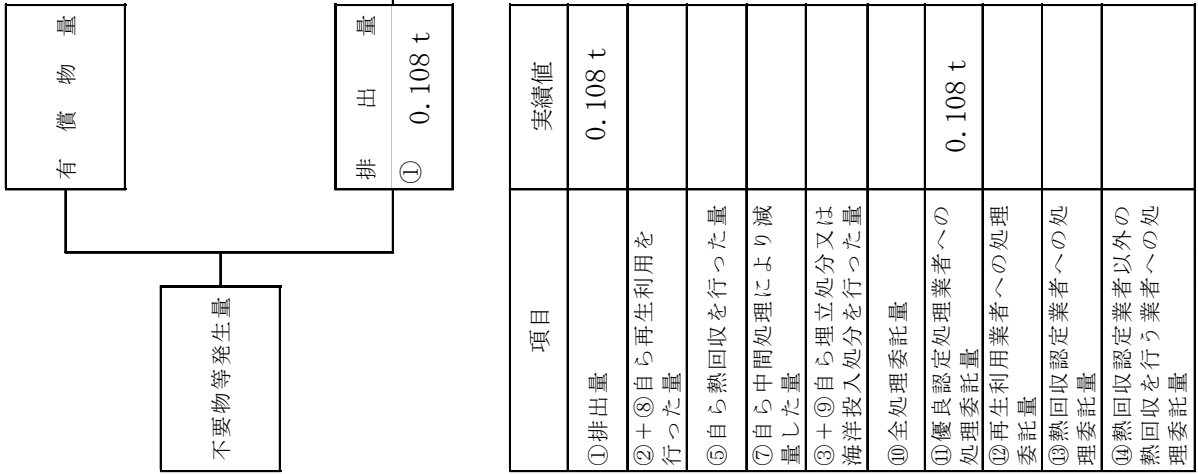 有償物量
不要物等発生量
排出量
① 0.108 t
項目 実績値
①排出量 0.108 t
②+⑧自ら再生利用を
行った量
⑤自ら熱回収を行った量
⑦自ら中間処理により減
量した量
③+⑨自ら埋立処分又は
海洋投入処分を行った量
⑩全処理委託量
⑪優良認定処理業者への
処理委託量 0.108 t
⑫再生利用業者への処理
委託量
⑬熱回収認定業者への処
理委託量
⑭熱回収認定業者以外の
熱回収を行う業者への処
理委託量